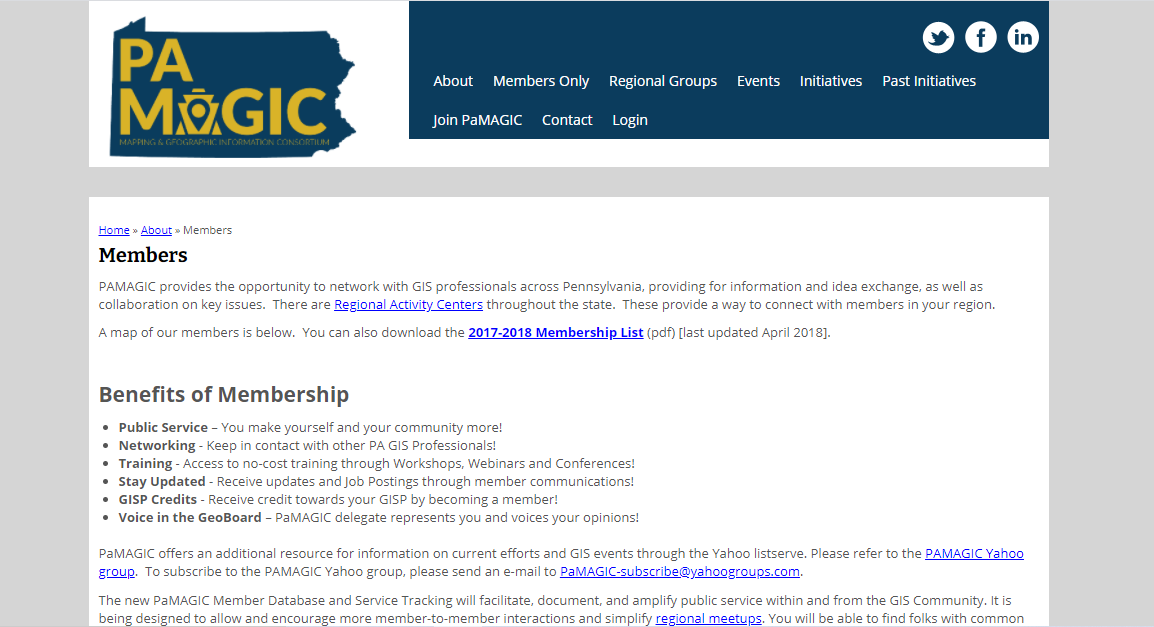 PA
MAGIC
MAPPING & GEOGRAPHIC INFORMATION CONSORTIUM
About Members Only Regional Groups Events Initiatives Past Initiatives
Join PaMAGIC Contact Login
Home » About » Members
Members
PAMAGIC provides the opportunity to network with GIS professionals across Pennsylvania, providing for information and idea exchange, as well as
collaboration on key issues.  There are Regional Activity Centers throughout the state.  These provide a way to connect with members in your region.
A map of our members is below.  You can also download the 2017-2018 Membership List (pdf) [last updated April 2018].
Benefits of Membership
• Public Service – You make yourself and your community more!
• Networking - Keep in contact with other PA GIS Professionals!
• Training - Access to no-cost training through Workshops, Webinars and Conferences!
• Stay Updated - Receive updates and Job Postings through member communications!
• GISP Credits - Receive credit towards your GISP by becoming a member!
• Voice in the GeoBoard – PaMAGIC delegate represents you and voices your opinions!
PaMAGIC offers an additional resource for information on current efforts and GIS events through the Yahoo listserve. Please refer to the PAMAGIC Yahoo
group.  To subscribe to the PAMAGIC Yahoo group, please send an e-mail to PaMAGIC-subscribe@yahoogroups.com.
The new PaMAGIC Member Database and Service Tracking will facilitate, document, and amplify public service within and from the GIS Community. It is
being designed to allow and encourage more member-to-member interactions and simplify regional meetups. You will be able to find folks with common